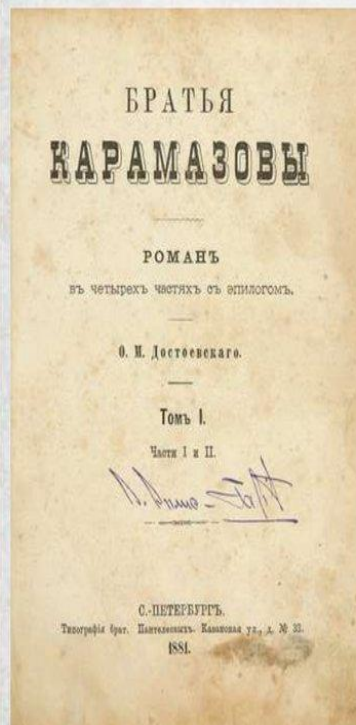 БРАТЬЯ
КАРАМАЗОВЫ
РОМАНЪ
въ четырехъ частяхъ съ эпилогомъ.
Ѳ. М. Достоевскаго.
Томъ I.
Части I и II.
С.-ПЕТЕРБУРГЪ.
Типографія брат. Пантелеевыхъ. Казанская ул., д. № 33.
1881.